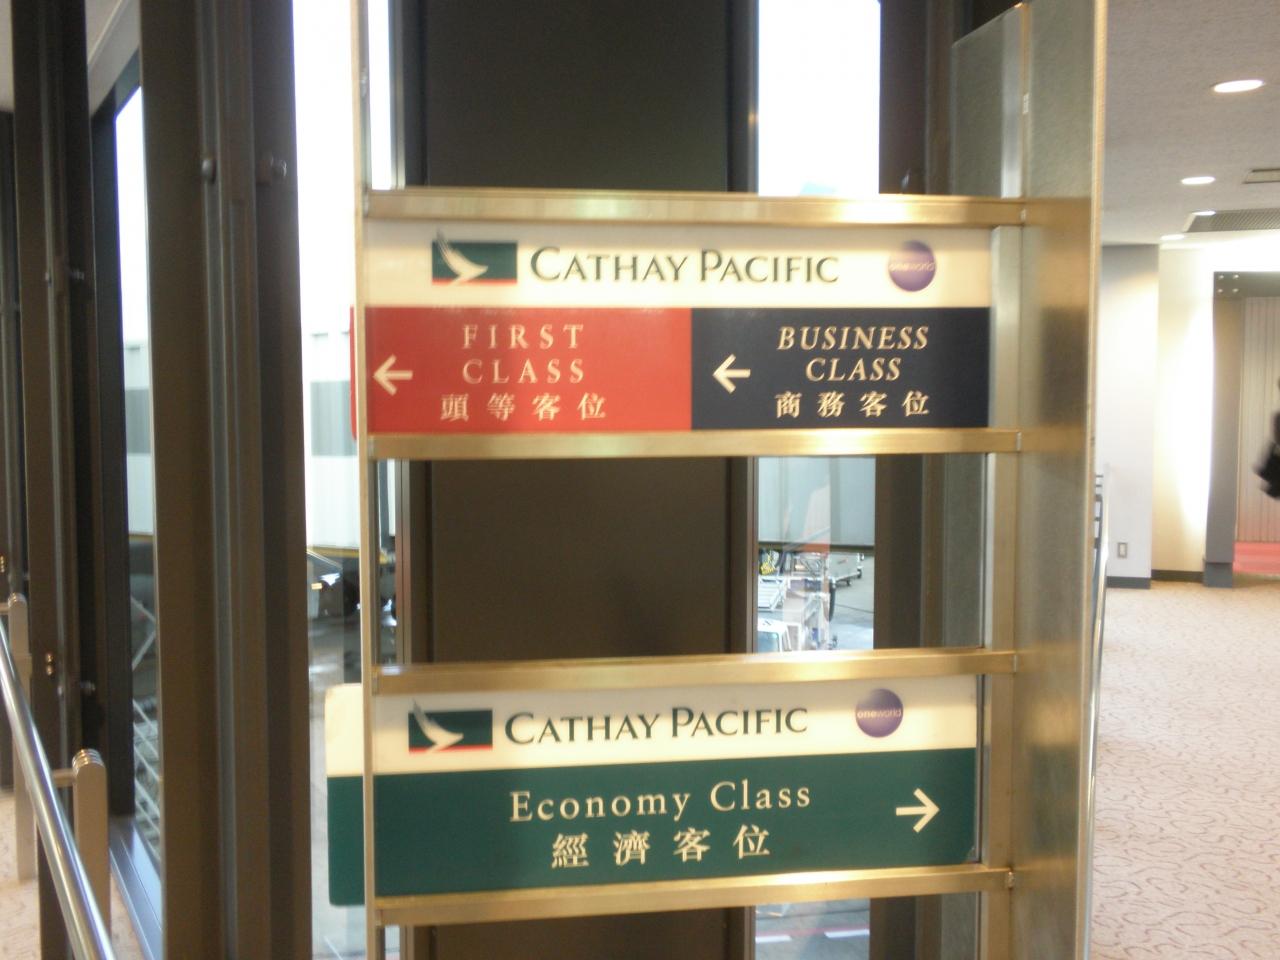 CATHAY PACIFIC
oneworld
FIRST
CLASS
頭等客位
BUSINESS
CLASS
商務客位
CATHAY PACIFIC
oneworld
Economy Class
經濟客位